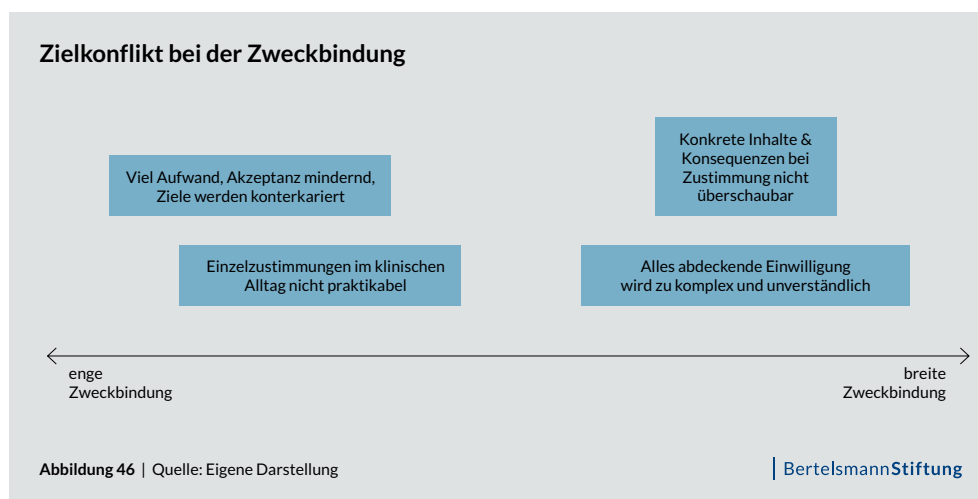 Zielkonflikt bei der Zweckbindung
Viel Aufwand, Akzeptanz mindernd,
Ziele werden konterkariert
Konkrete Inhalte &
Konsequenzen bei
Zustimmung nicht
überschaubar
Einzelzustimmungen im klinischen
Alltag nicht praktikabel
Alles abdeckende Einwilligung
wird zu komplex und unverständlich
enge
Zweckbindung
breite
Zweckbindung
Abbildung 46 | Quelle: Eigene Darstellung
| BertelsmannStiftung